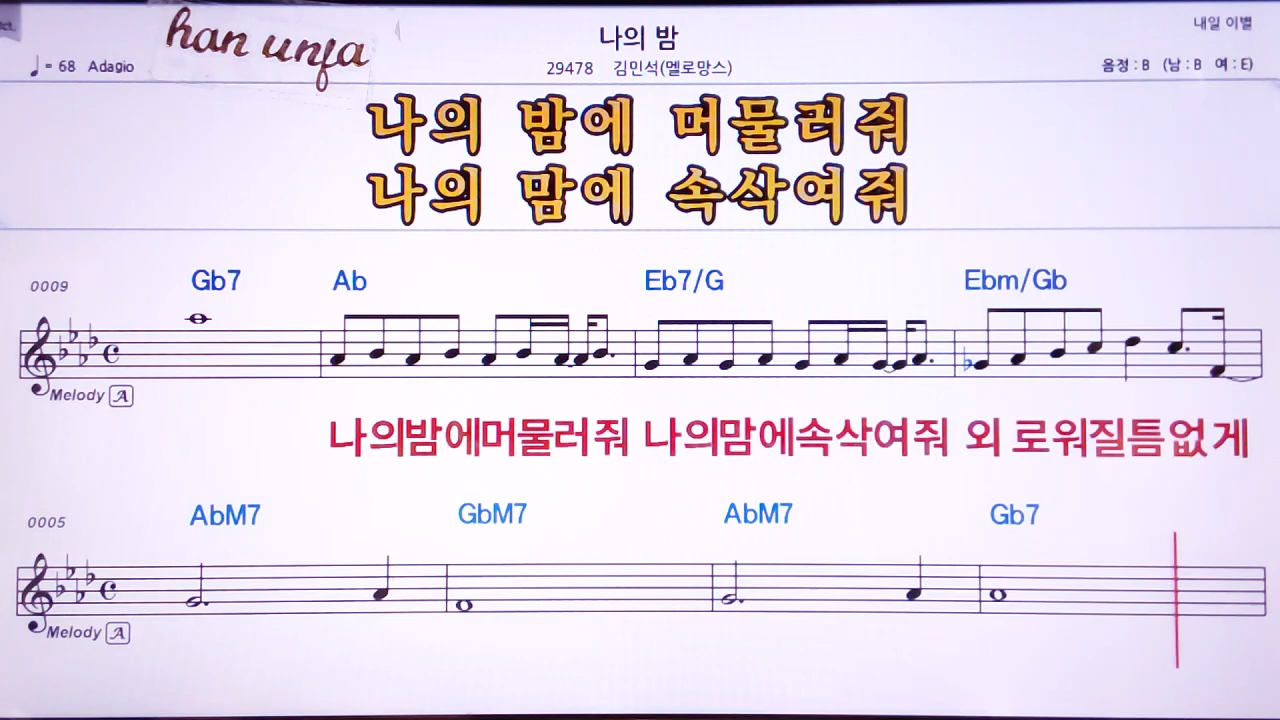 han unfa
나의 밤
내일 이별
♩= 68 Adagio
29478 김민석(멜로망스)
음정 : B (남 : B 여 : E)
나의 밤에 머물러줘
나의 맘에 속삭여줘
0009 Gb7 Ab Eb7/G Ebm/Gb
Melody A
나의밤에머물러줘 나의맘에속삭여줘 외로워질틈없게
0005 AbM7 GbM7 AbM7 Gb7
Melody A